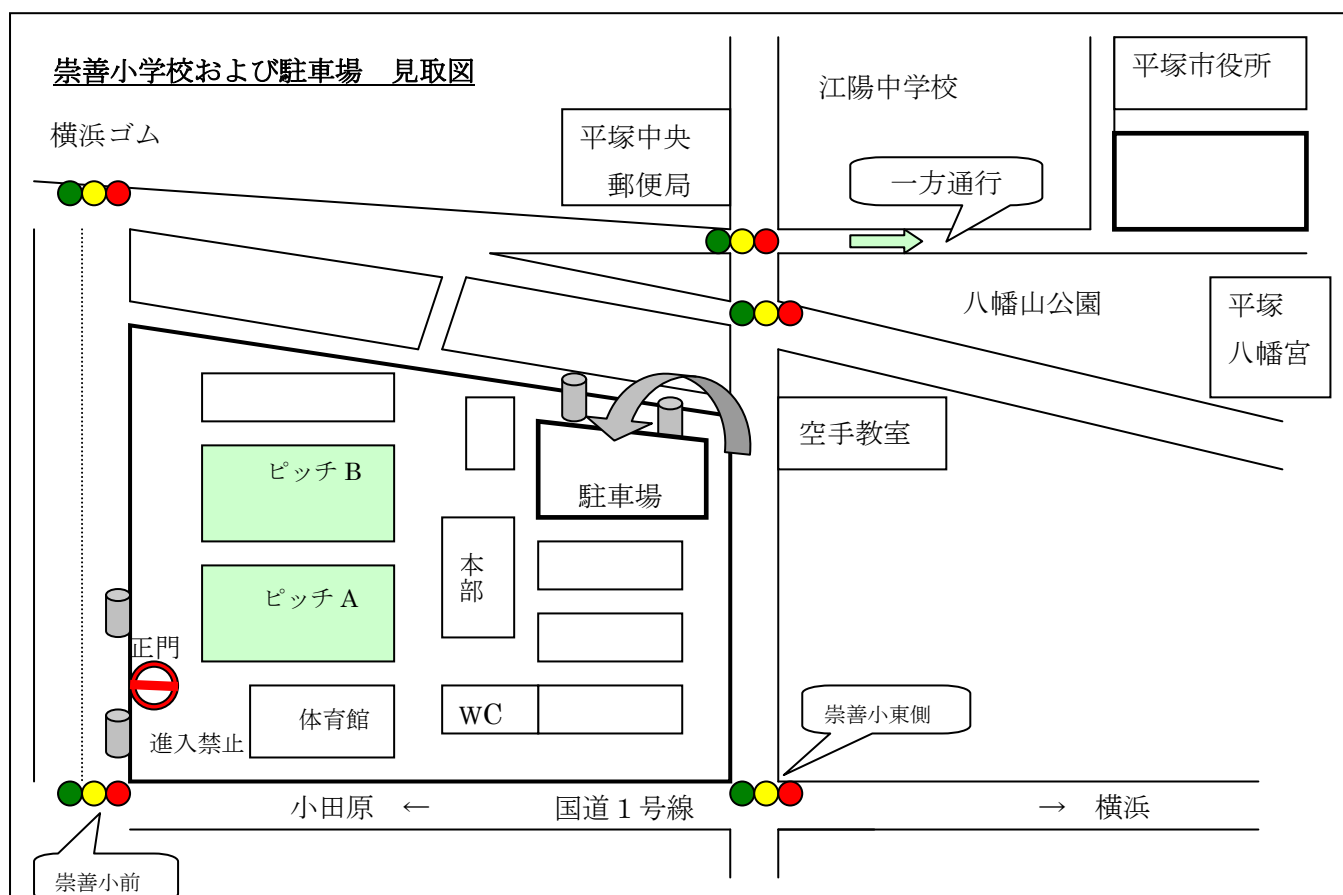 崇善小学校および駐車場　見取図
横浜ゴム
平塚中央
郵便局
江陽中学校
平塚市役所
一方通行
八幡山公園
平塚
八幡宮
空手教室
ピッチ B
駐車場
本
部
ピッチ A
正門
体育館
WC
進入禁止
崇善小東側
小田原　←
国道１号線
→　横浜
崇善小前